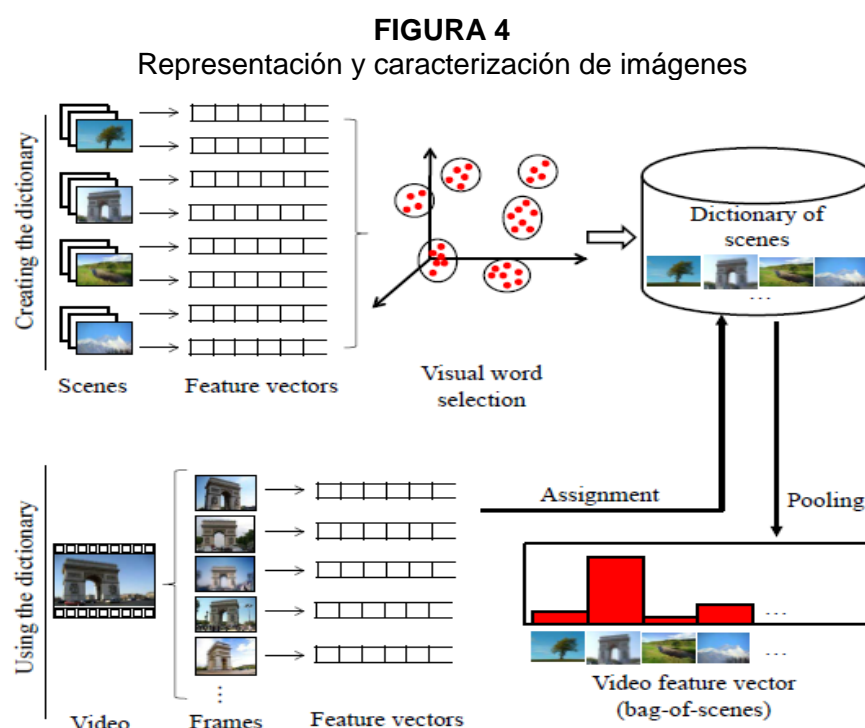 FIGURA 4
Representación y caracterización de imágenes
Creating the dictionary
Scenes
Feature vectors
Visual word
selection
Dictionary of
scenes
...
Using the dictionary
Video
Frames
Feature vectors
Assignment
Pooling
...
...
Video feature vector
(bag-of-scenes)